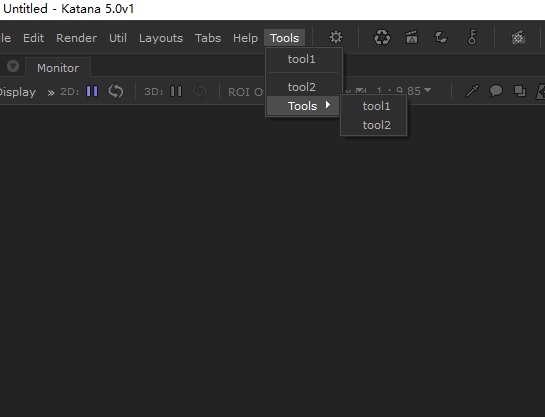 Untitled - Katana 5.0v1
le Edit Render Util Layouts Tabs Help Tools
tool1
Monitor
tool2
Display » 2D: 3D: ROI 1 : 9.85
Tools tool1
tool2